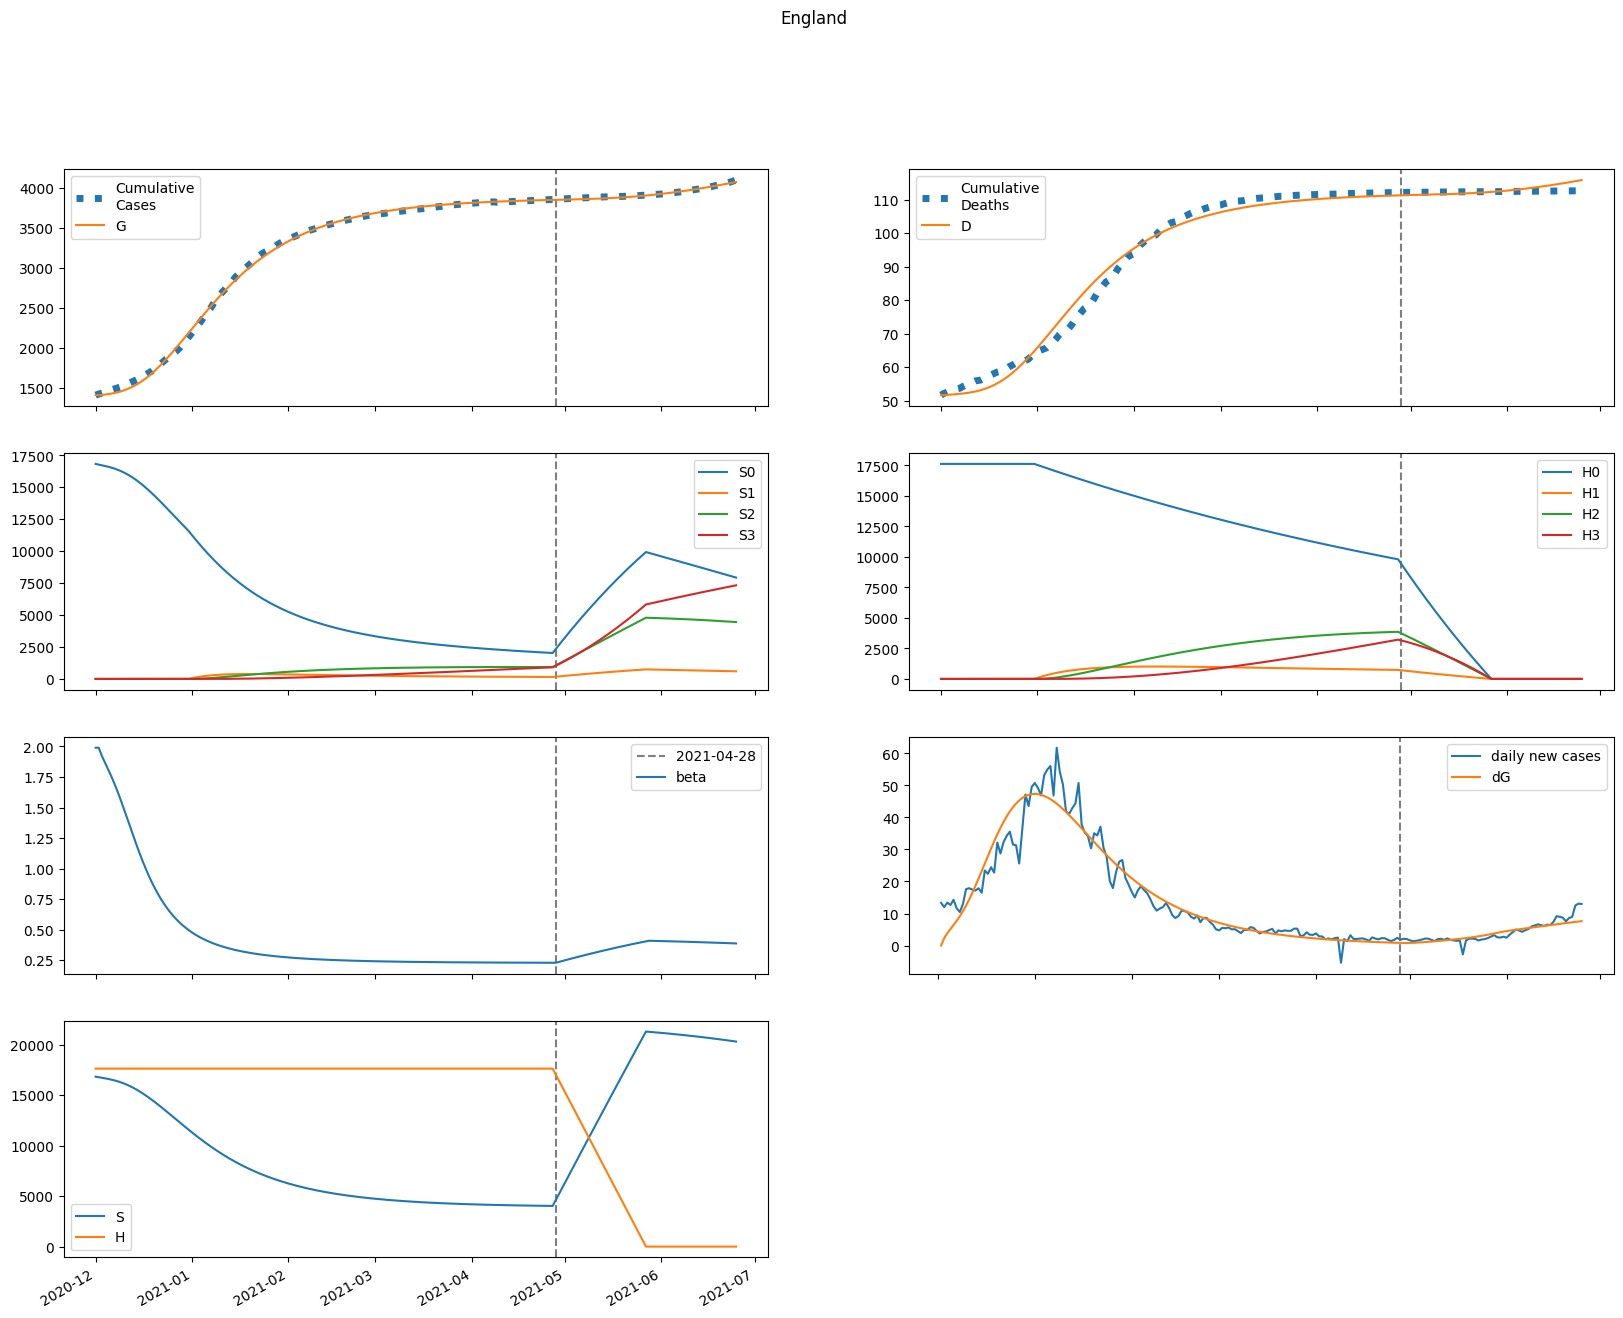 England
4000
3500
3000
2500
2000
1500
Cumulative
Cases
G
110
100
90
80
70
60
50
Cumulative
Deaths
D
17500
15000
12500
10000
7500
5000
2500
0
S0
S1
S2
S3
17500
15000
12500
10000
7500
5000
2500
0
H0
H1
H2
H3
2.00
1.75
1.50
1.25
1.00
0.75
0.50
0.25
2021-04-28
beta
60
50
40
30
20
10
0
daily new cases
dG
20000
15000
10000
5000
0
S
H
2020-12
2021-01
2021-02
2021-03
2021-04
2021-05
2021-06
2021-07